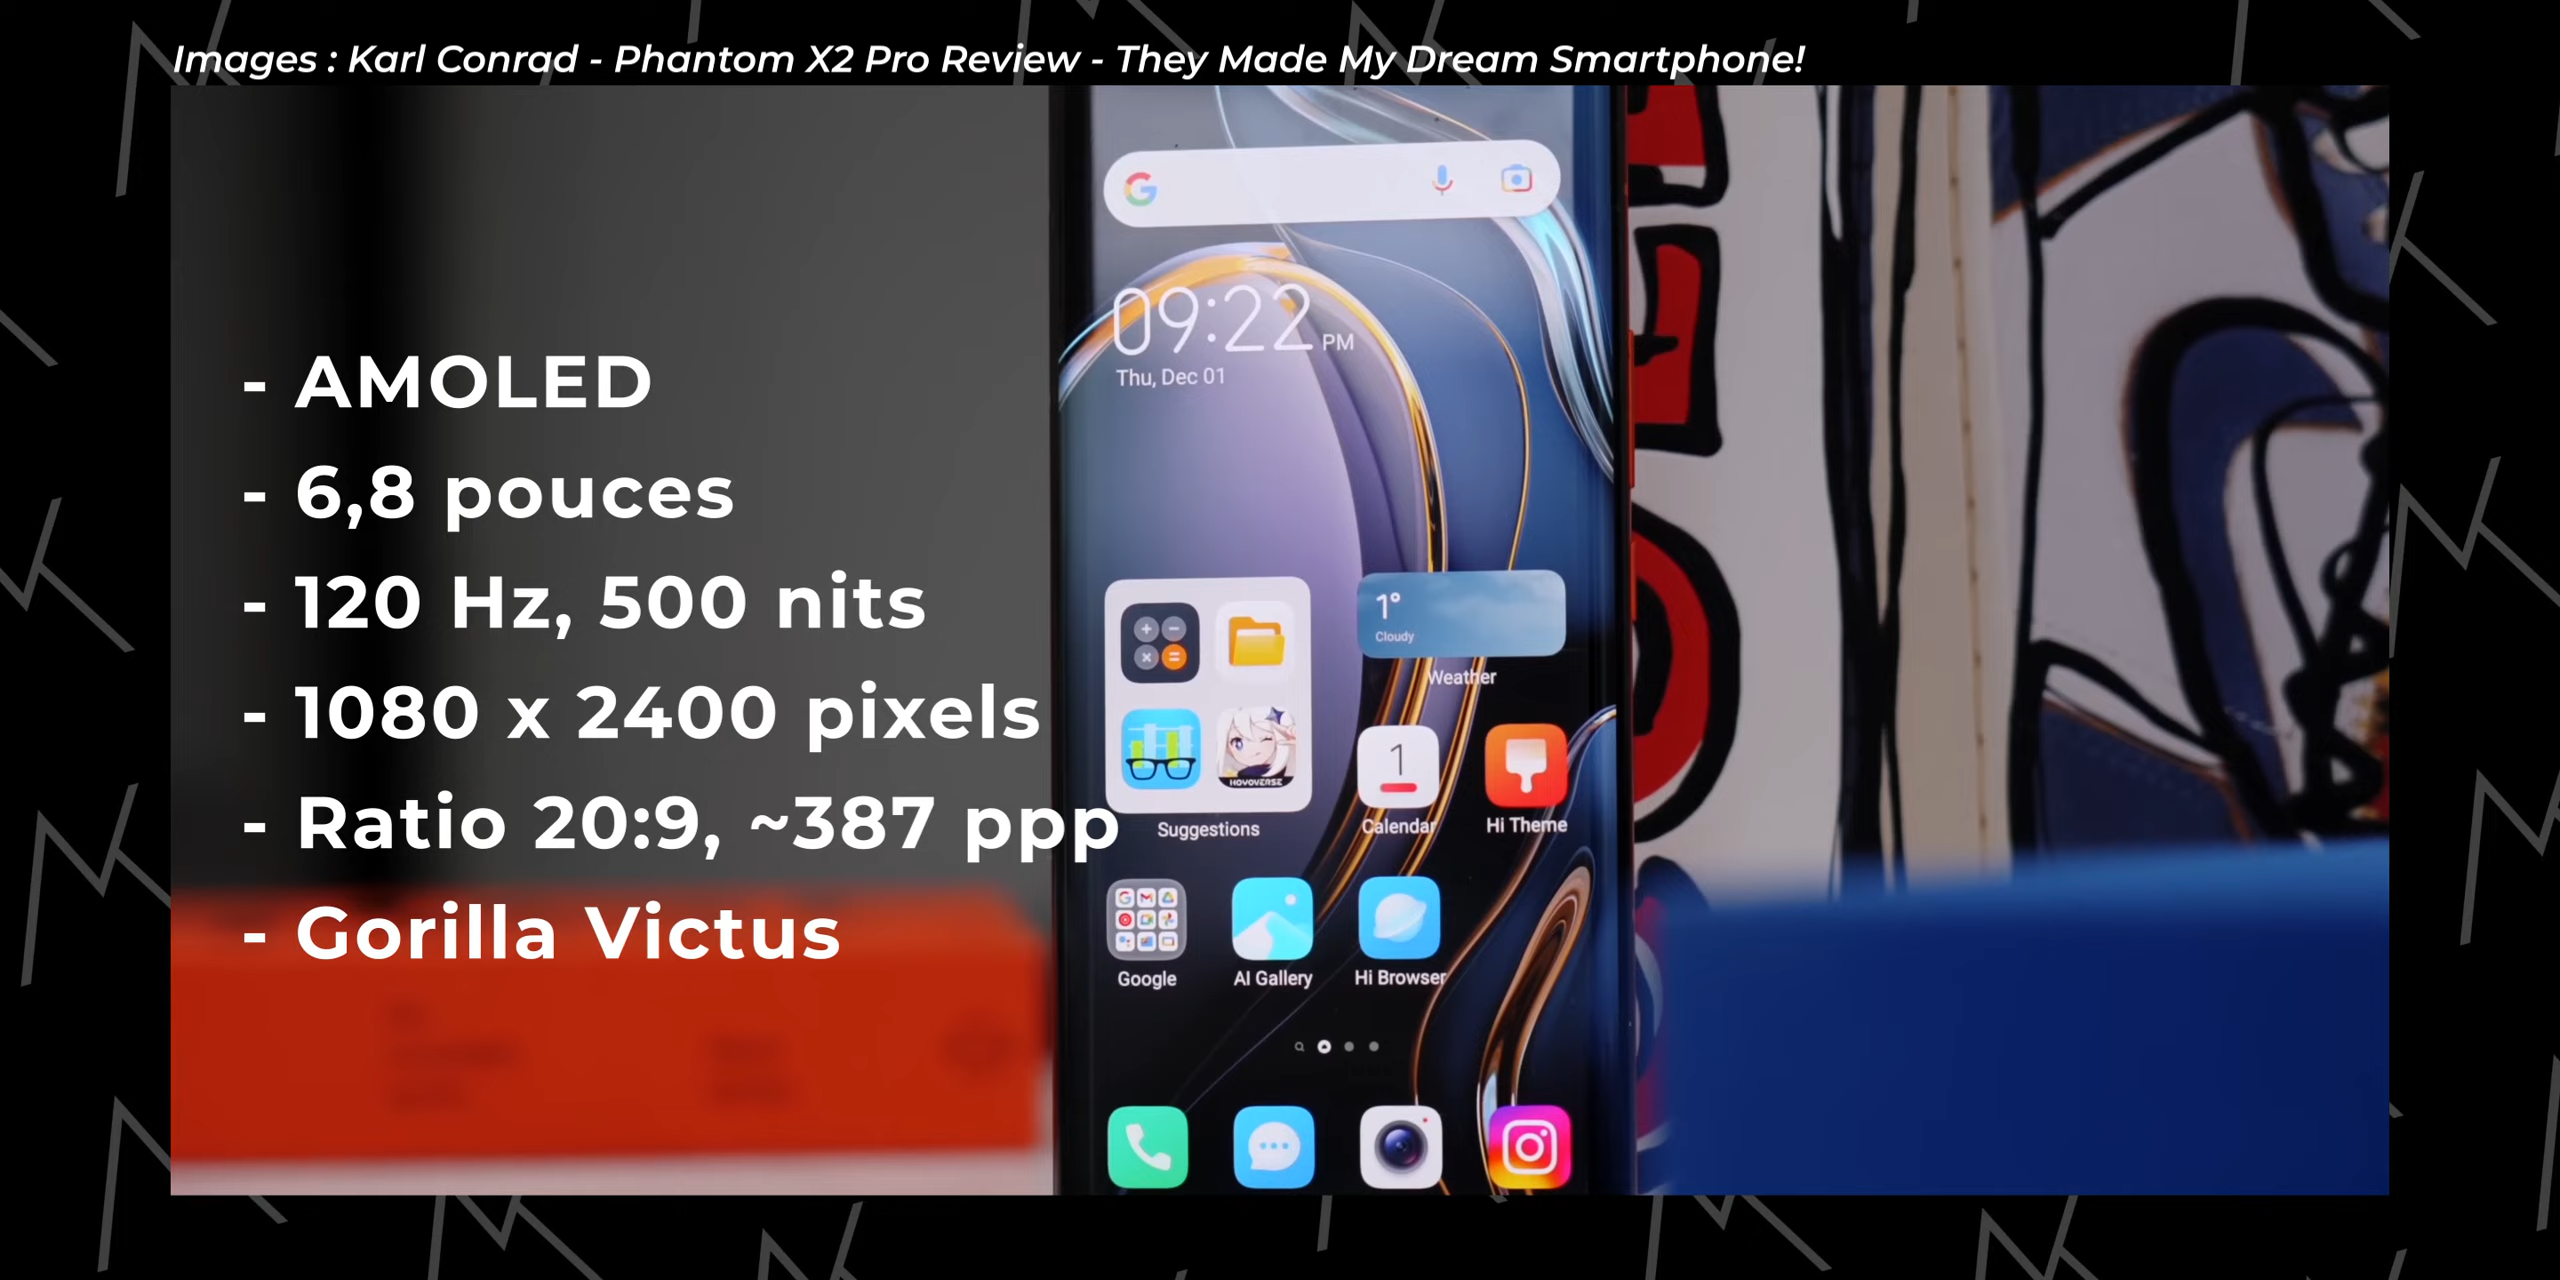 Images : Karl Conrad - Phantom X2 Pro Review - They Made My Dream Smartphone!
- AMOLED
- 6,8 pouces
- 120 Hz, 500 nits
- 1080 x 2400 pixels
- Ratio 20:9, ~387 ppp
- Gorilla Victus
09:22 PM
Thu, Dec 01
1°
Cloudy
Weather
HOYOVERSE
Suggestions
1
Calendar
Hi Theme
Google
AI Gallery
Hi Browser